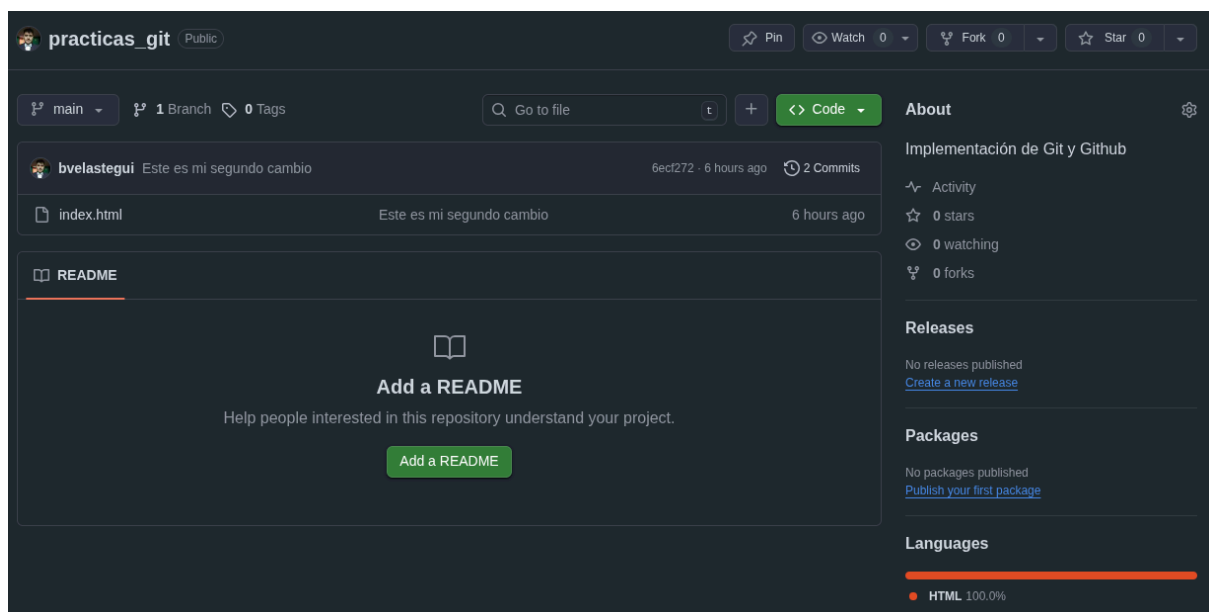 practicas_git Public Pin Watch 0 Fork 0 Star 0
main 1 Branch 0 Tags Go to file t Code
bvelastegui Este es mi segundo cambio 6ecf272 · 6 hours ago 2 Commits
index.html Este es mi segundo cambio 6 hours ago
README
Add a README
Help people interested in this repository understand your project.
Add a README
About
Implementación de Git y Github
Activity
0 stars
0 watching
0 forks
Releases
No releases published
Create a new release
Packages
No packages published
Publish your first package
Languages
HTML 100.0%